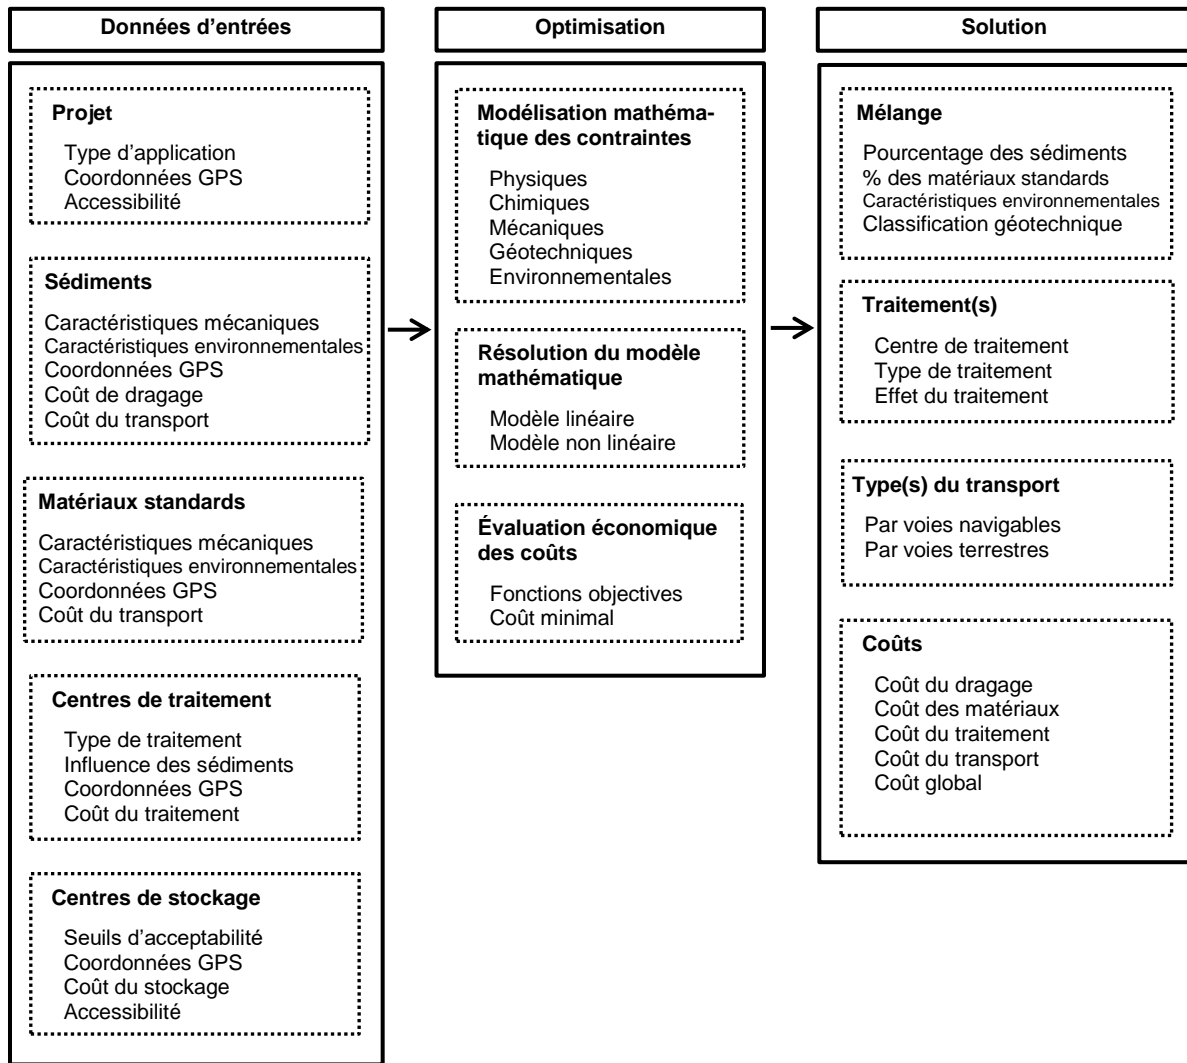 Données d’entrées
Projet
Type d’application
Coordonnées GPS
Accessibilité
Sédiments
Caractéristiques mécaniques
Caractéristiques environnementales
Coordonnées GPS
Coût de dragage
Coût du transport
Matériaux standards
Caractéristiques mécaniques
Caractéristiques environnementales
Coordonnées GPS
Coût du transport
Centres de traitement
Type de traitement
Influence des sédiments
Coordonnées GPS
Coût du traitement
Centres de stockage
Seuils d’acceptabilité
Coordonnées GPS
Coût du stockage
Accessibilité
Optimisation
Modélisation mathéma-
tique des contraintes
Physiques
Chimiques
Mécaniques
Géotechniques
Environnementales
Résolution du modèle
mathématique
Modèle linéaire
Modèle non linéaire
Évaluation économique
des coûts
Fonctions objectives
Coût minimal
Solution
Mélange
Pourcentage des sédiments
% des matériaux standards
Caractéristiques environnementales
Classification géotechnique
Traitement(s)
Centre de traitement
Type de traitement
Effet du traitement
Type(s) du transport
Par voies navigables
Par voies terrestres
Coûts
Coût du dragage
Coût des matériaux
Coût du traitement
Coût du transport
Coût global